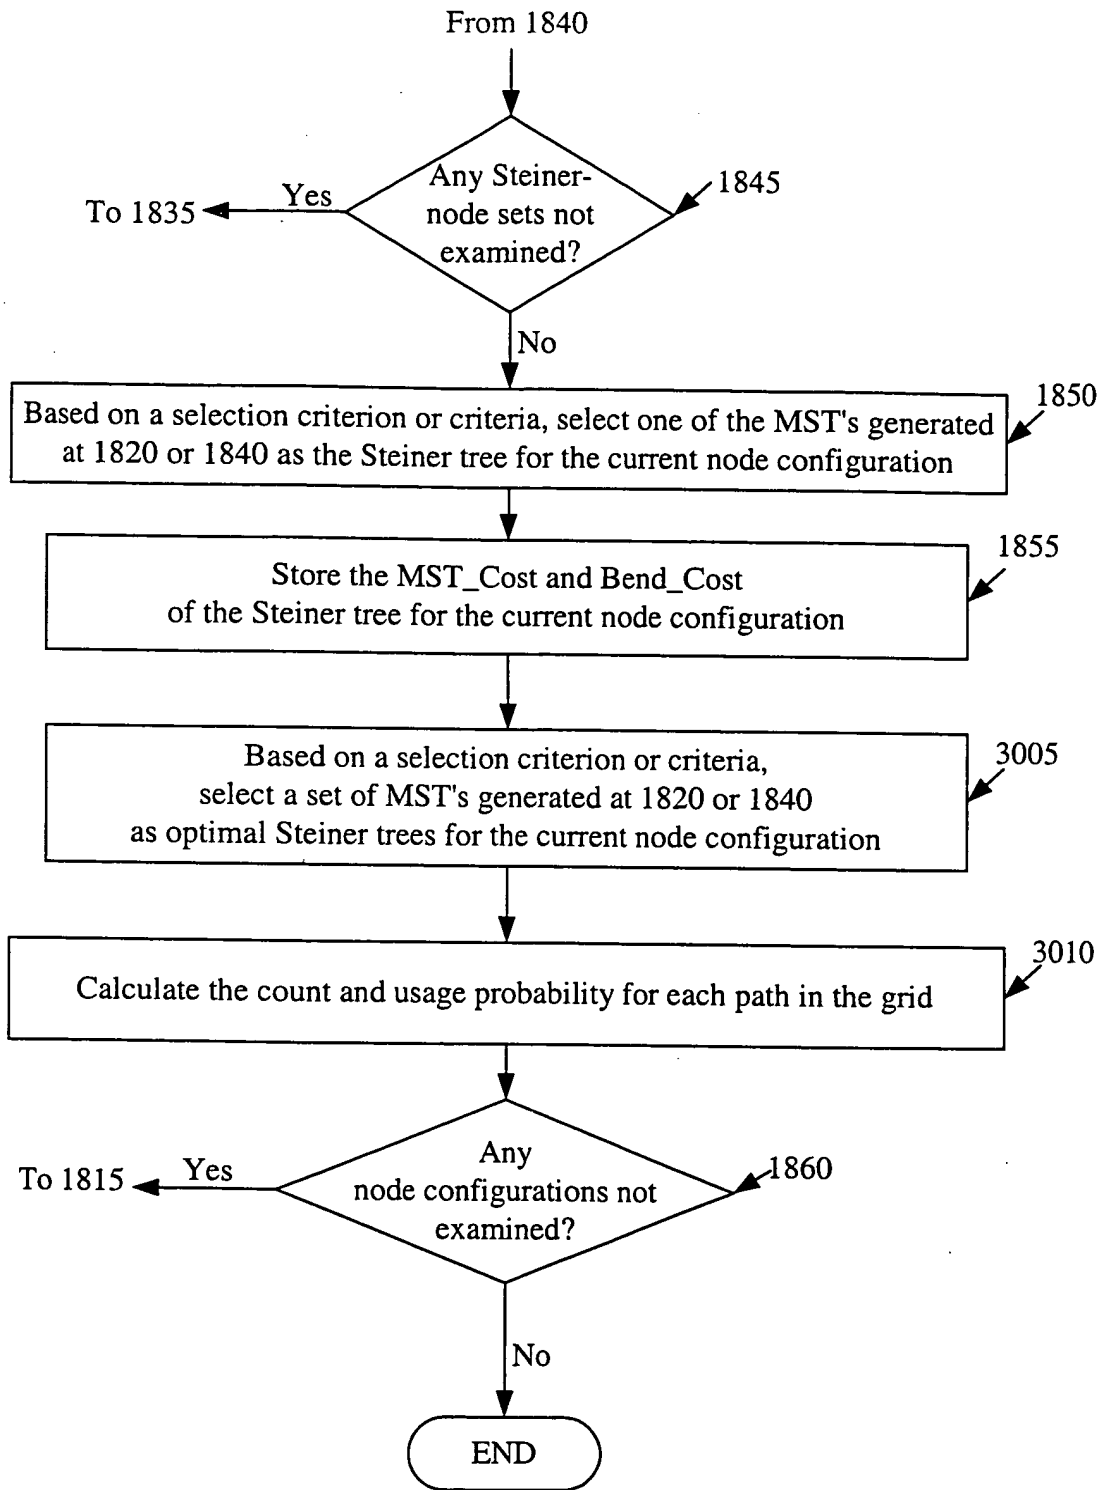 From 1840
Any Steiner-
node sets not
examined?
1845
Yes
To 1835
No
1850
Based on a selection criterion or criteria, select one of the MST's generated
at 1820 or 1840 as the Steiner tree for the current node configuration
1855
Store the MST_Cost and Bend_Cost
of the Steiner tree for the current node configuration
3005
Based on a selection criterion or criteria,
select a set of MST's generated at 1820 or 1840
as optimal Steiner trees for the current node configuration
3010
Calculate the count and usage probability for each path in the grid
Any
node configurations not
examined?
1860
Yes
To 1815
No
END